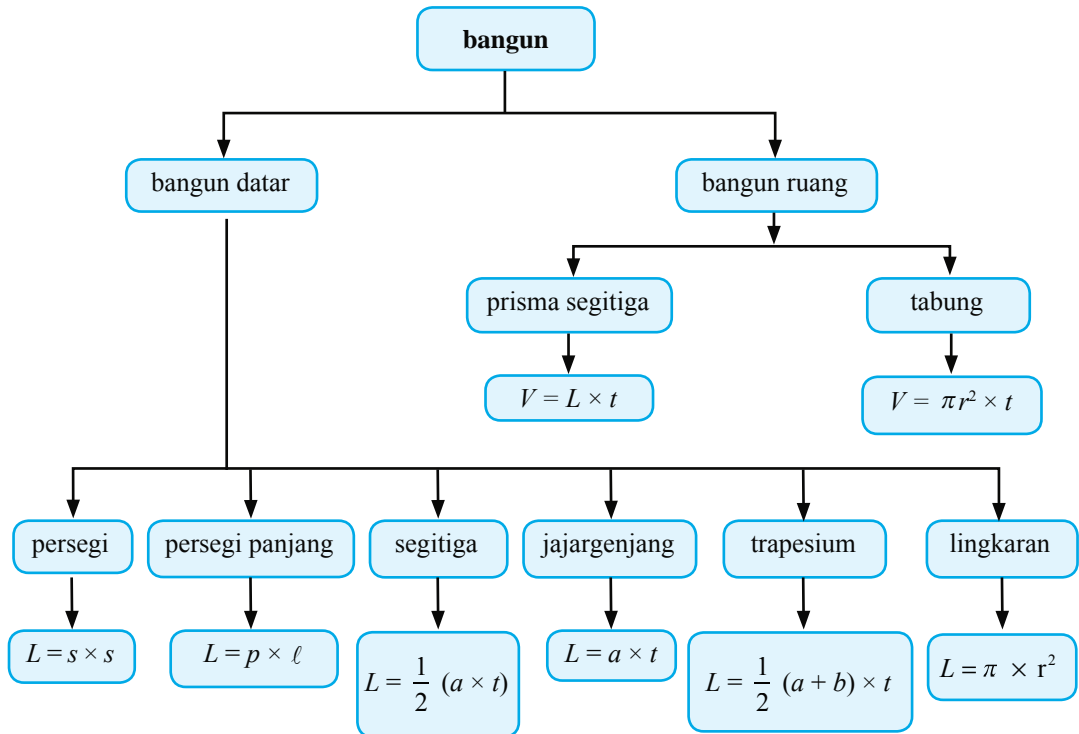 bangun
bangun datar
bangun ruang
prisma segitiga
tabung
V = L × t
V = πr² × t
persegi
persegi panjang
segitiga
jajargenjang
trapesium
lingkaran
L = s × s
L = p × ℓ
L = 1/2 (a × t)
L = a × t
L = 1/2 (a + b) × t
L = π × r²